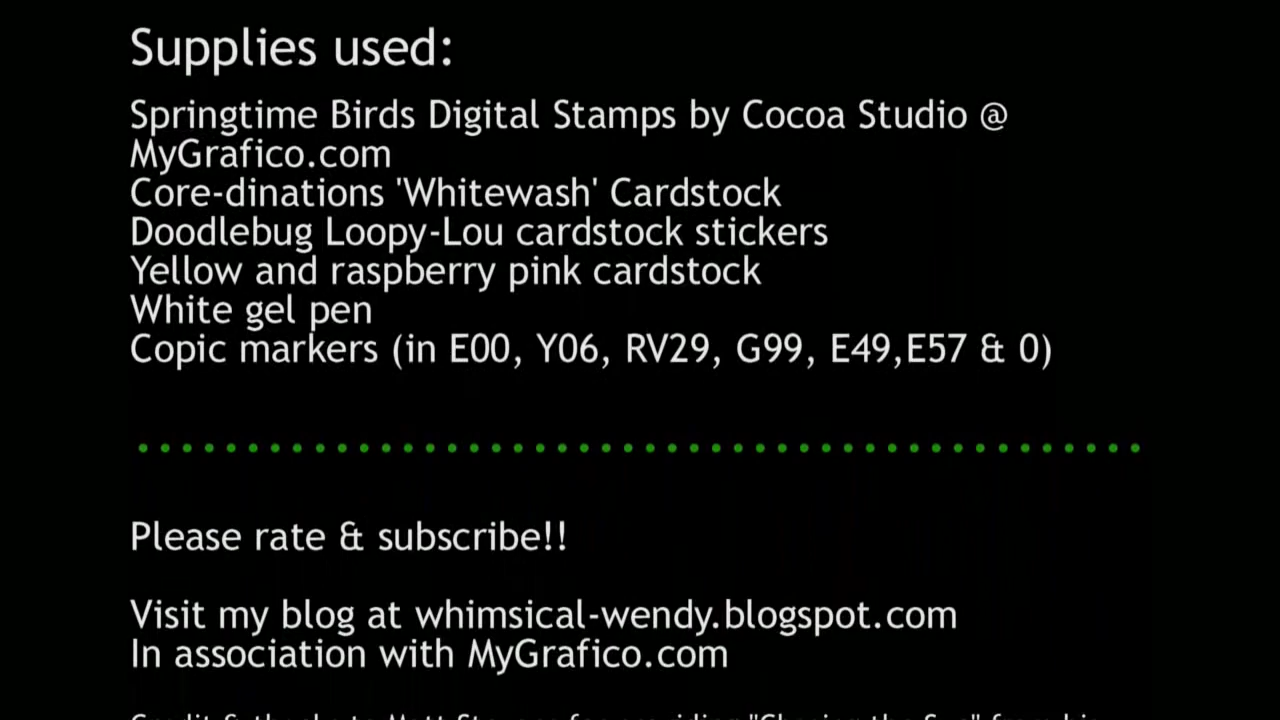 Supplies used:
Springtime Birds Digital Stamps by Cocoa Studio @
MyGrafico.com
Core-dinations 'Whitewash' Cardstock
Doodlebug Loopy-Lou cardstock stickers
Yellow and raspberry pink cardstock
White gel pen
Copic markers (in E00, Y06, RV29, G99, E49,E57 & 0)
Please rate & subscribe!!
Visit my blog at whimsical-wendy.blogspot.com
In association with MyGrafico.com